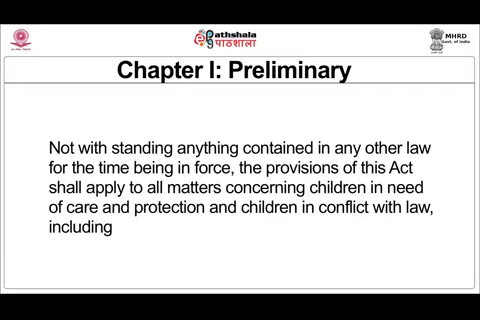 Pathshala
पाठशाला
MHRD
Govt. of India
Chapter I: Preliminary
Not with standing anything contained in any other law
for the time being in force, the provisions of this Act
shall apply to all matters concerning children in need
of care and protection and children in conflict with law,
including